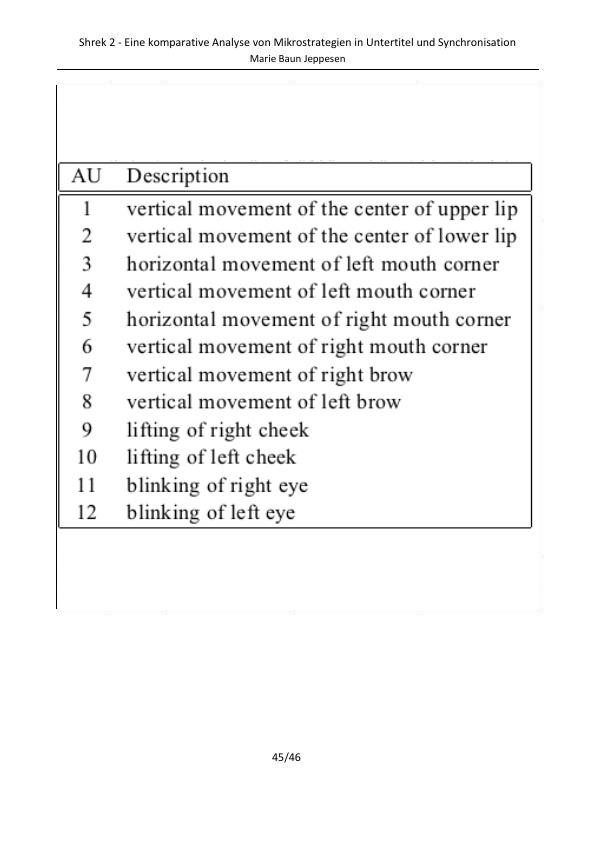 Shrek 2 - Eine komparative Analyse von Mikrostrategien in Untertitel und Synchronisation
Marie Baun Jeppesen
AU Description
1 vertical movement of the center of upper lip
2 vertical movement of the center of lower lip
3 horizontal movement of left mouth corner
4 vertical movement of left mouth corner
5 horizontal movement of right mouth corner
6 vertical movement of right mouth corner
7 vertical movement of right brow
8 vertical movement of left brow
9 lifting of right cheek
10 lifting of left cheek
11 blinking of right eye
12 blinking of left eye
45/46